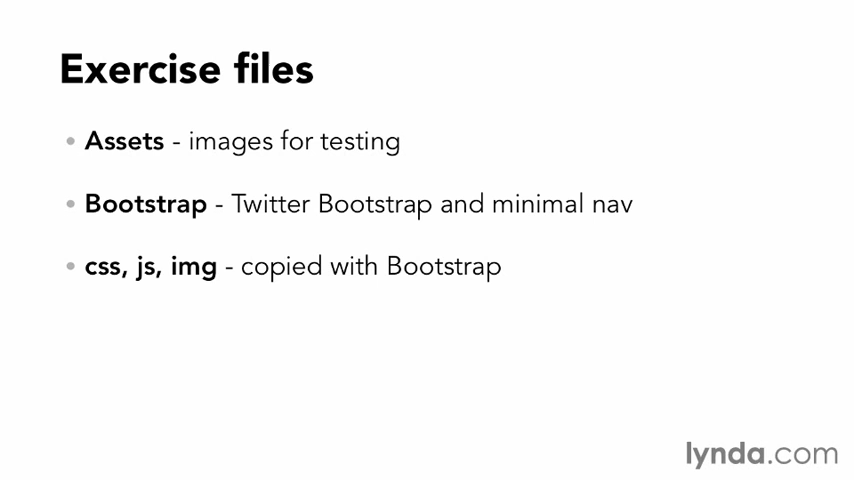 Exercise files
• Assets - images for testing
• Bootstrap - Twitter Bootstrap and minimal nav
• css, js, img - copied with Bootstrap
lynda.com